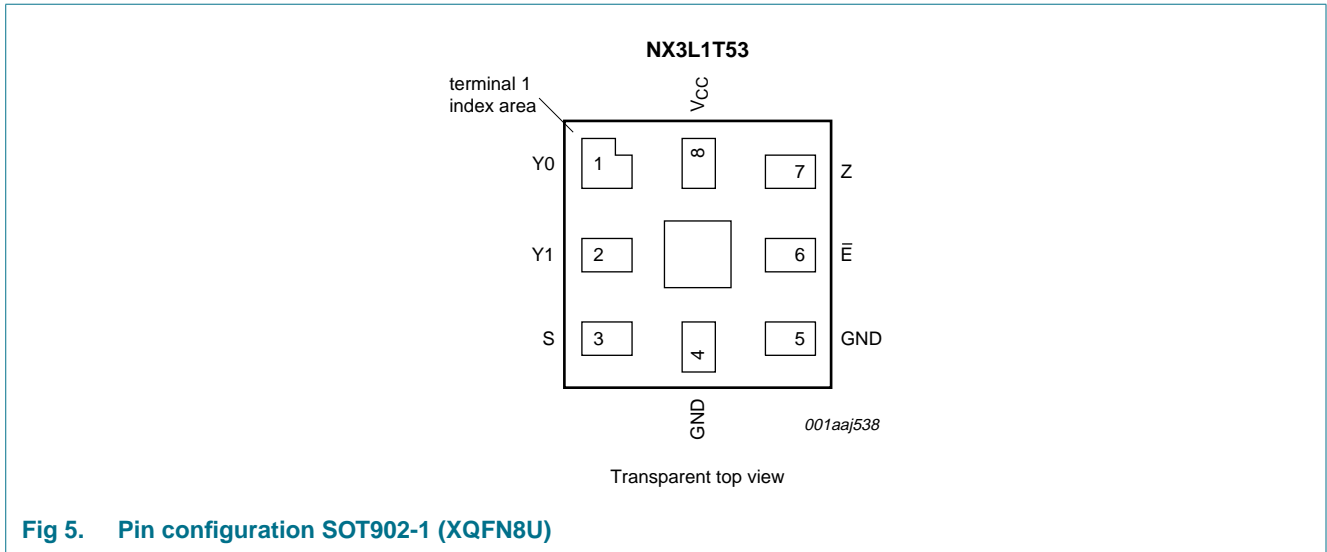 NX3L1T53
terminal 1
index area
VCC
Y0 1 8 7 Z
Y1 2 6 E̅
S 3 4 5 GND
GND
001aaj538
Transparent top view
Fig 5. Pin configuration SOT902-1 (XQFN8U)